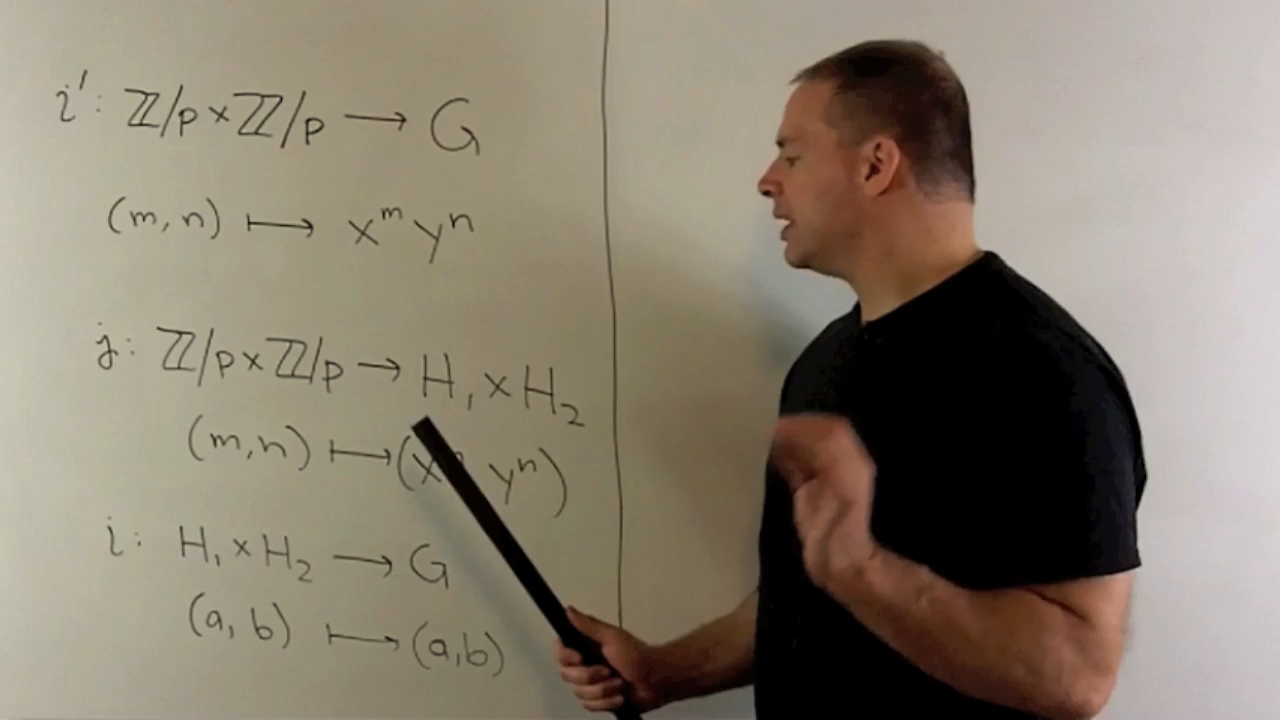 i': ℤ/p × ℤ/p ⟶ G
(m, n) ⟼ x^m y^n
j: ℤ/p × ℤ/p → H₁ × H₂
(m,n) ⟼ (x y^n)
i: H₁ × H₂ ⟶ G
(a, b) ⟼ (a,b)